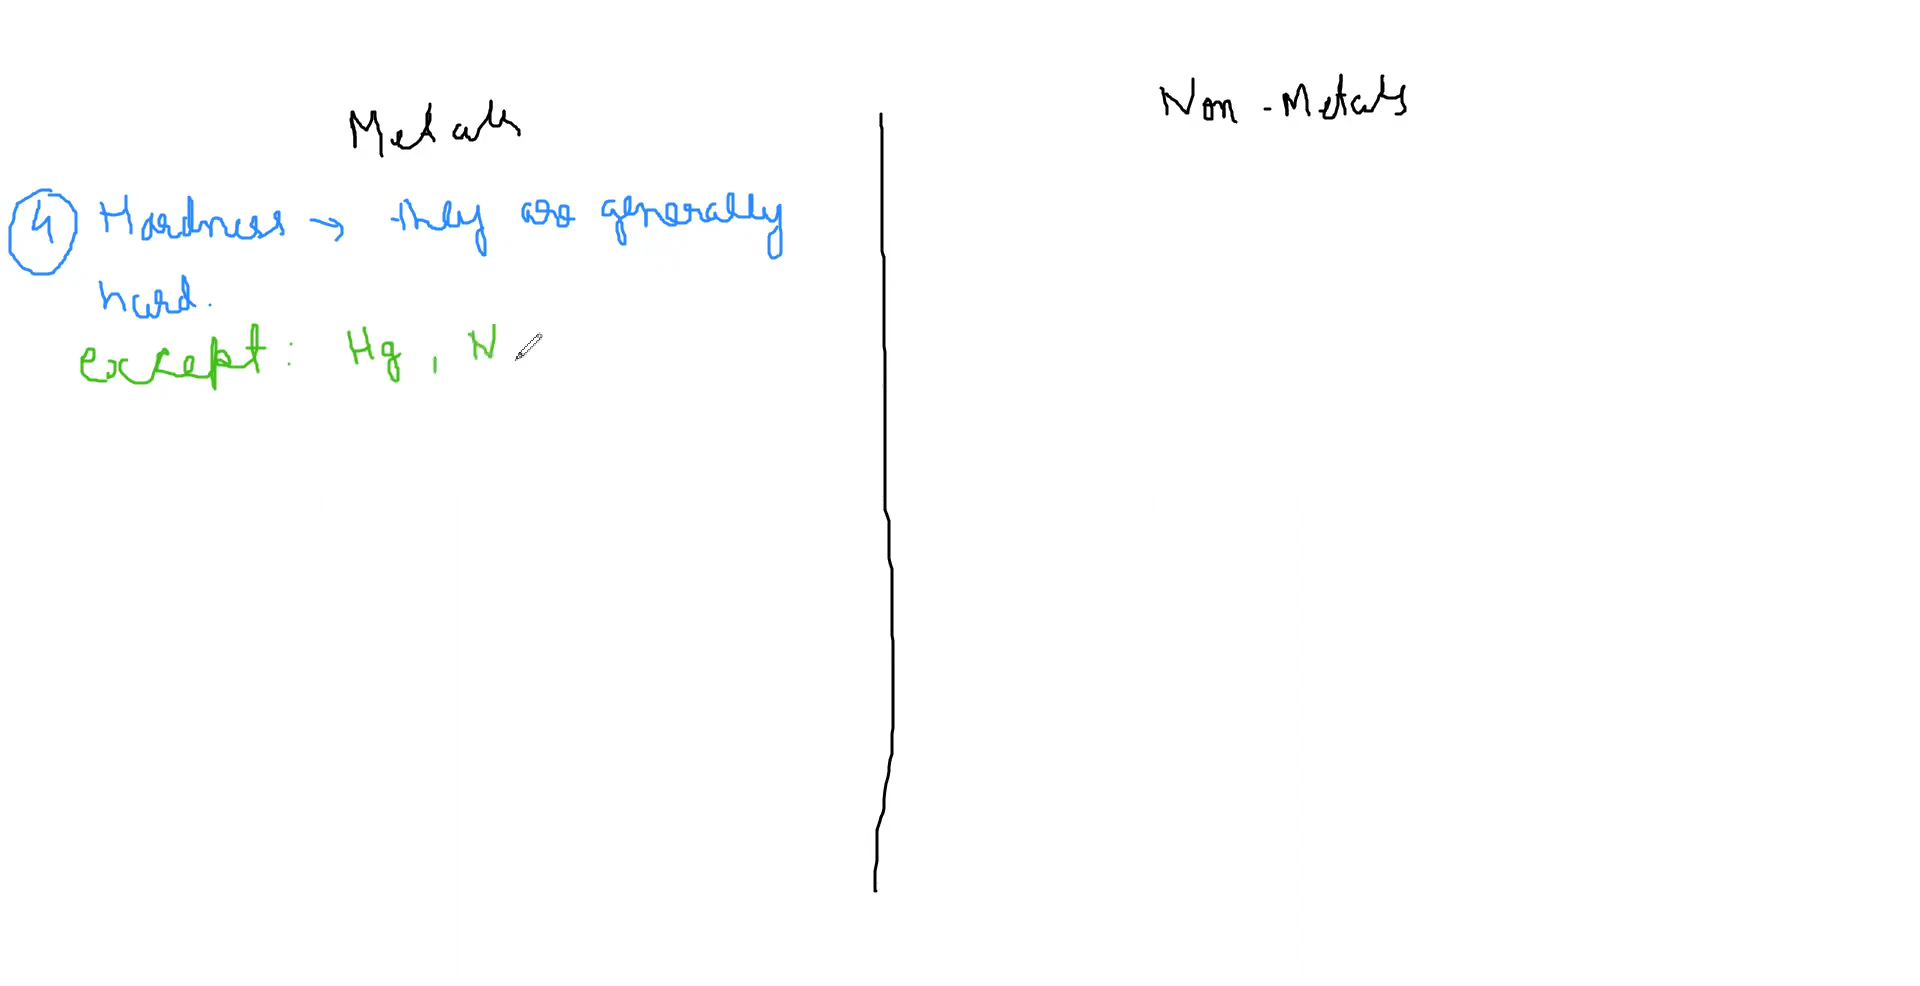 Metals
Non-Metals
4 Hardness → they are generally
hard.
except: Hg, N